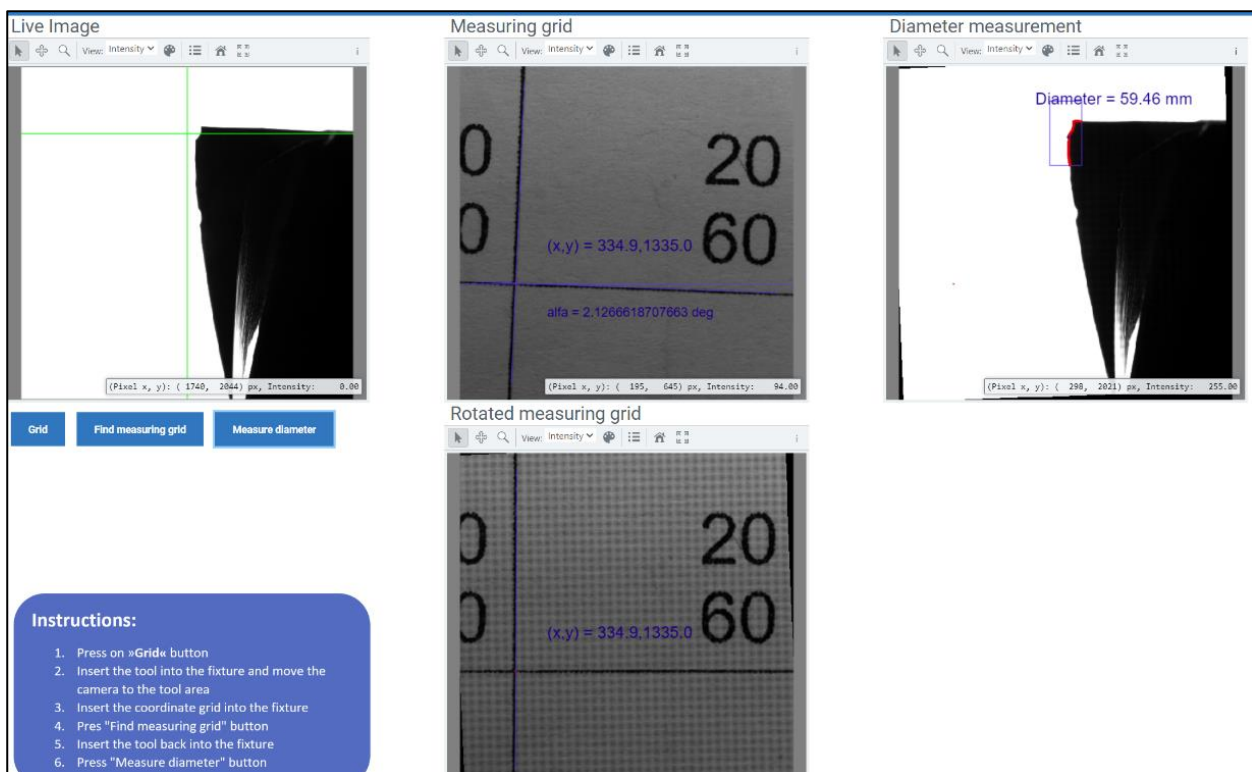 Live Image
View: Intensity
(Pixel x, y): ( 1740, 2044) px, Intensity: 0.00
Grid
Find measuring grid
Measure diameter
Measuring grid
View: Intensity
0 20
0 60
(x,y) = 334.9,1335.0
alfa = 2.1266618707663 deg
(Pixel x, y): ( 195, 645) px, Intensity: 94.00
Rotated measuring grid
View: Intensity
0 20
0 60
(x,y) = 334.9,1335.0
Diameter measurement
View: Intensity
Diameter = 59.46 mm
(Pixel x, y): ( 298, 2021) px, Intensity: 255.00
Instructions:
1. Press on »Grid« button
2. Insert the tool into the fixture and move the
camera to the tool area
3. Insert the coordinate grid into the fixture
4. Pres "Find measuring grid" button
5. Insert the tool back into the fixture
6. Press "Measure diameter" button